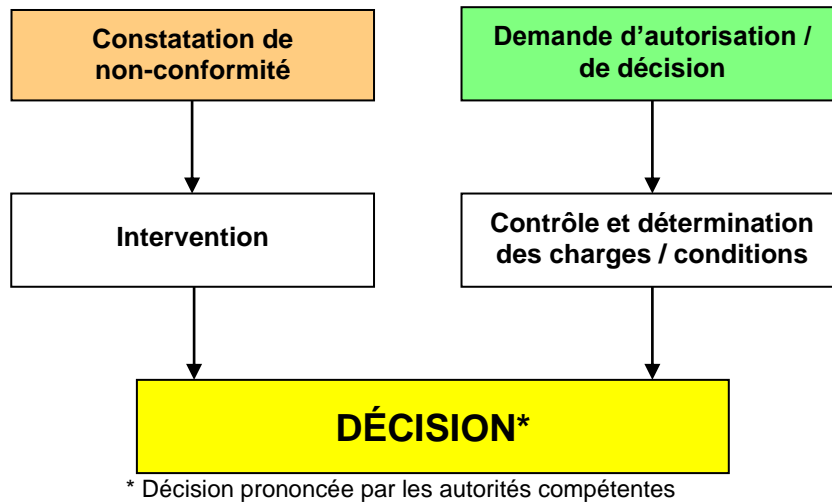 Constatation de
non-conformité
Demande d’autorisation /
de décision
Intervention
Contrôle et détermination
des charges / conditions
DÉCISION*
* Décision prononcée par les autorités compétentes